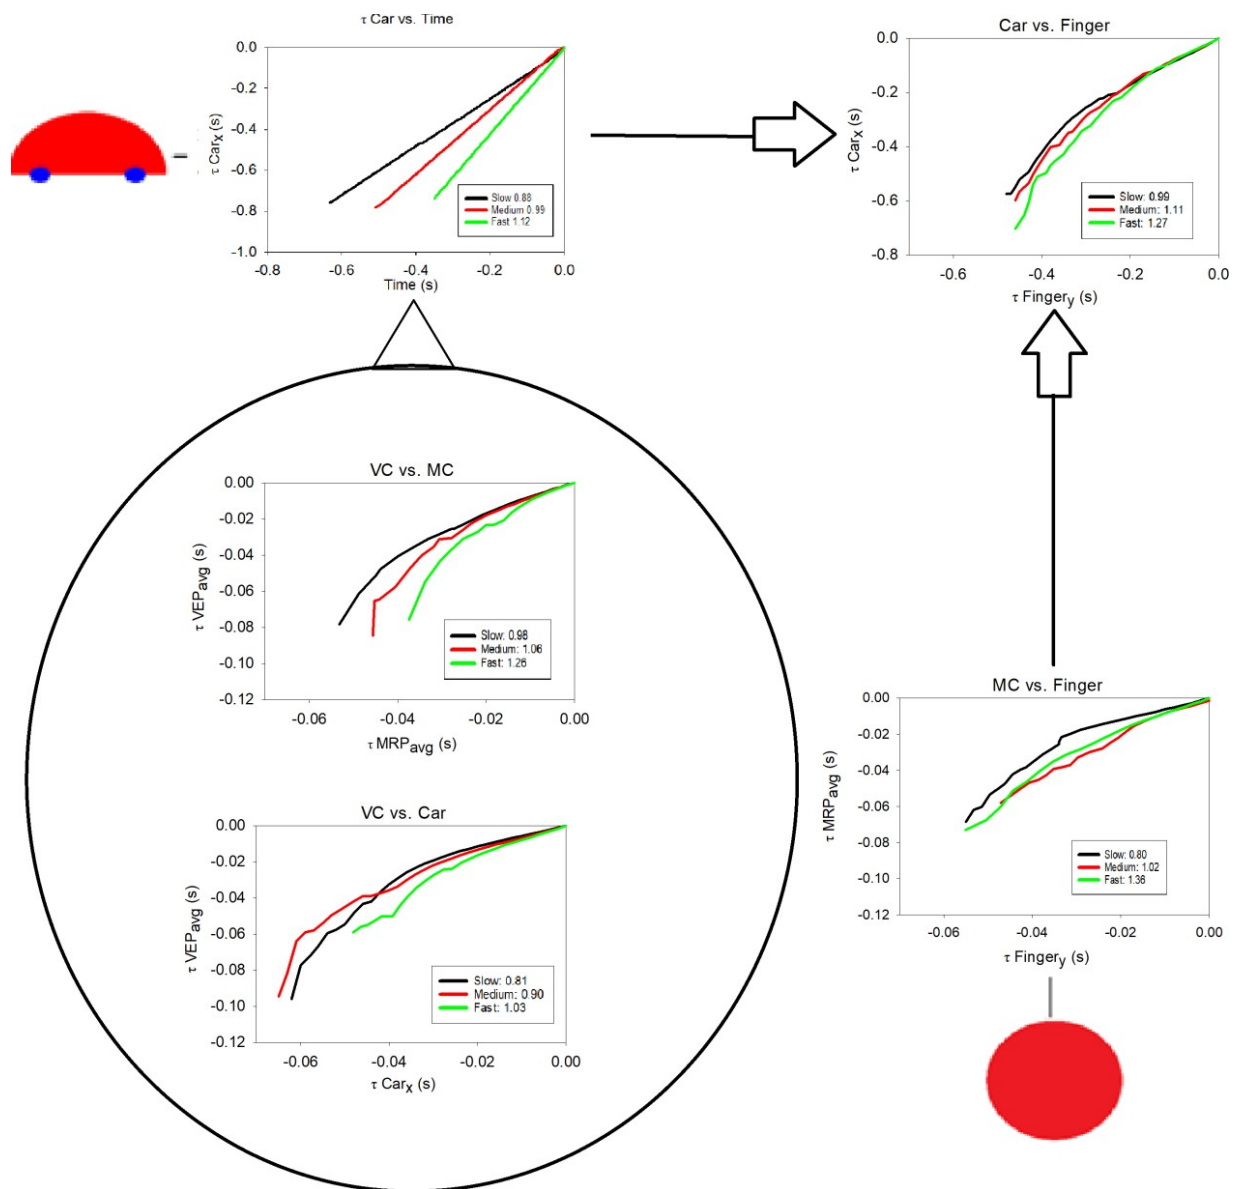 τ Car vs. Time
τ Carx (s)
0.0
-0.2
-0.4
-0.6
-0.8
-1.0
Slow 0.88
Medium 0.99
Fast 1.12
-0.8 -0.6 -0.4 -0.2 0.0
Time (s)
Car vs. Finger
τ Carx (s)
0.0
-0.2
-0.4
-0.6
-0.8
Slow: 0.99
Medium: 1.11
Fast: 1.27
-0.6 -0.4 -0.2 0.0
τ Fingery (s)
VC vs. MC
τ VEPavg (s)
0.00
-0.02
-0.04
-0.06
-0.08
-0.10
-0.12
Slow: 0.98
Medium: 1.06
Fast: 1.26
-0.06 -0.04 -0.02 0.00
τ MRPavg (s)
MC vs. Finger
τ MRPavg (s)
0.00
-0.02
-0.04
-0.06
-0.08
-0.10
-0.12
Slow: 0.80
Medium: 1.02
Fast: 1.36
-0.06 -0.04 -0.02 0.00
τ Fingery (s)
VC vs. Car
τ VEPavg (s)
0.00
-0.02
-0.04
-0.06
-0.08
-0.10
-0.12
Slow: 0.81
Medium: 0.90
Fast: 1.03
-0.06 -0.04 -0.02 0.00
τ Carx (s)